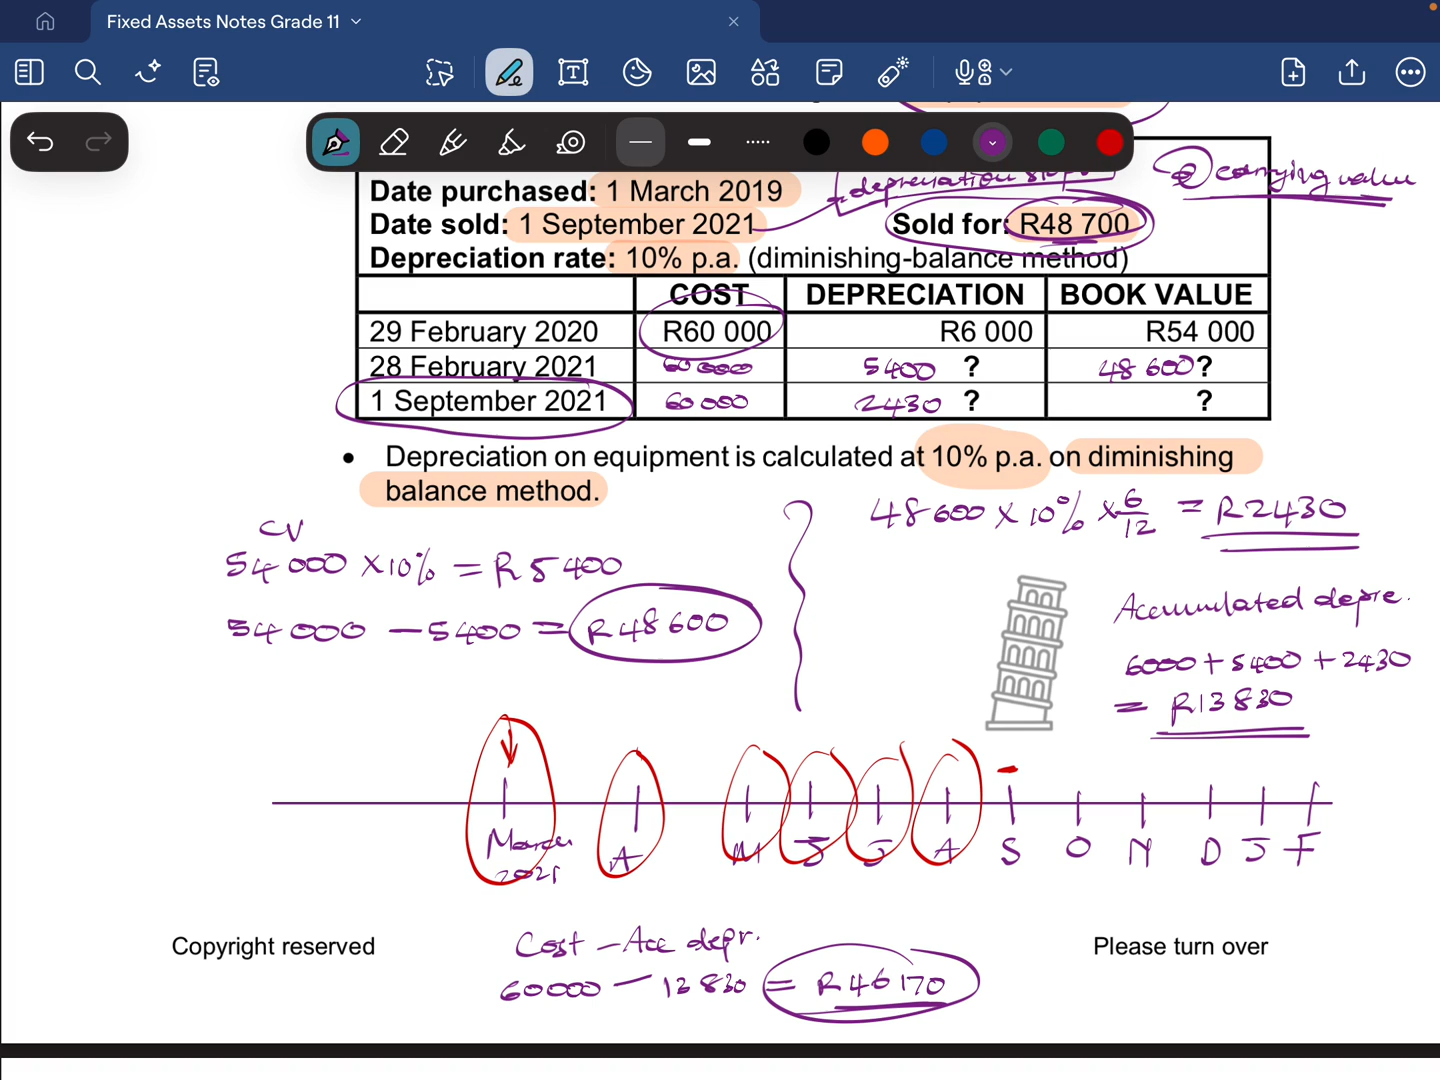 Fixed Assets Notes Grade 11
Date purchased: 1 March 2019
depreciation
② carrying value
Date sold: 1 September 2021
Sold for: R48 700
Depreciation rate: 10% p.a. (diminishing-balance method)
COST DEPRECIATION BOOK VALUE
29 February 2020 R60 000 R6 000 R54 000
28 February 2021 60 000 5400 ? 48 600 ?
1 September 2021 60 000 2430 ? ?
• Depreciation on equipment is calculated at 10% p.a. on diminishing
balance method.
48 600 x 10% x 6/12 = R2430
CV
54 000 x 10% = R5400
54 000 - 5400 = R48 600
Accumulated depre.
6000 + 5400 + 2430
= R13 830
March A M J J A S O N D J F
2021
Copyright reserved
Cost - Acc depr.
Please turn over
60000 - 13 830 = R46 170